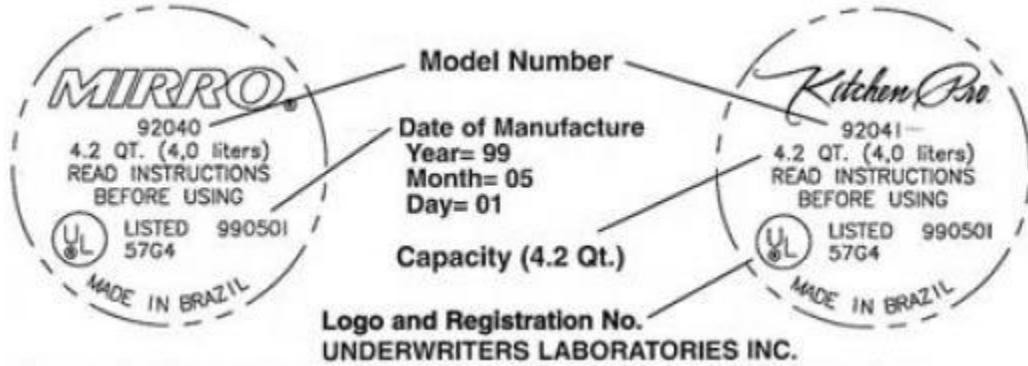 MIRRO®
92040
4.2 QT. (4,0 liters)
READ INSTRUCTIONS
BEFORE USING
UL LISTED 990501
57G4
MADE IN BRAZIL
Model Number
Date of Manufacture
Year= 99
Month= 05
Day= 01
Capacity (4.2 Qt.)
Logo and Registration No.
UNDERWRITERS LABORATORIES INC.
Kitchen Pro
92041
4.2 QT. (4,0 liters)
READ INSTRUCTIONS
BEFORE USING
UL LISTED 990501
57G4
MADE IN BRAZIL